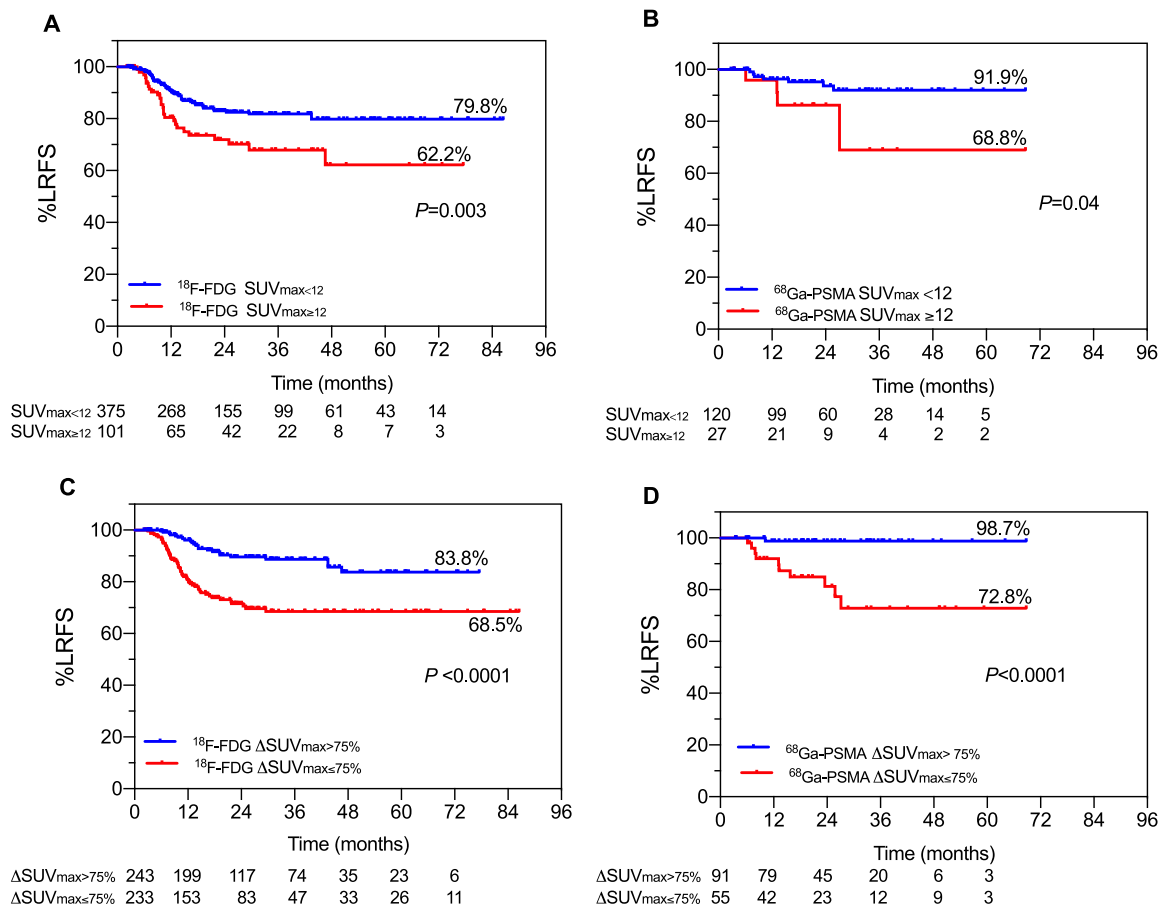 A
%LRFS
100
80
60
40
20
0
79.8%
62.2%
P=0.003
18F-FDG SUVmax<12
18F-FDG SUVmax≥12
0 12 24 36 48 60 72 84 96
Time (months)
SUVmax<12 375 268 155 99 61 43 14
SUVmax≥12 101 65 42 22 8 7 3
B
%LRFS
100
80
60
40
20
0
91.9%
68.8%
P=0.04
68Ga-PSMA SUVmax <12
68Ga-PSMA SUVmax ≥12
0 12 24 36 48 60 72 84 96
Time (months)
SUVmax<12 120 99 60 28 14 5
SUVmax≥12 27 21 9 4 2 2
C
%LRFS
100
80
60
40
20
0
83.8%
68.5%
P <0.0001
18F-FDG ΔSUVmax>75%
18F-FDG ΔSUVmax≤75%
0 12 24 36 48 60 72 84 96
Time (months)
ΔSUVmax>75% 243 199 117 74 35 23 6
ΔSUVmax≤75% 233 153 83 47 33 26 11
D
%LRFS
100
80
60
40
20
0
98.7%
72.8%
P<0.0001
68Ga-PSMA ΔSUVmax> 75%
68Ga-PSMA ΔSUVmax≤75%
0 12 24 36 48 60 72 84 96
Time (months)
ΔSUVmax>75% 91 79 45 20 6 3
ΔSUVmax≤75% 55 42 23 12 9 3